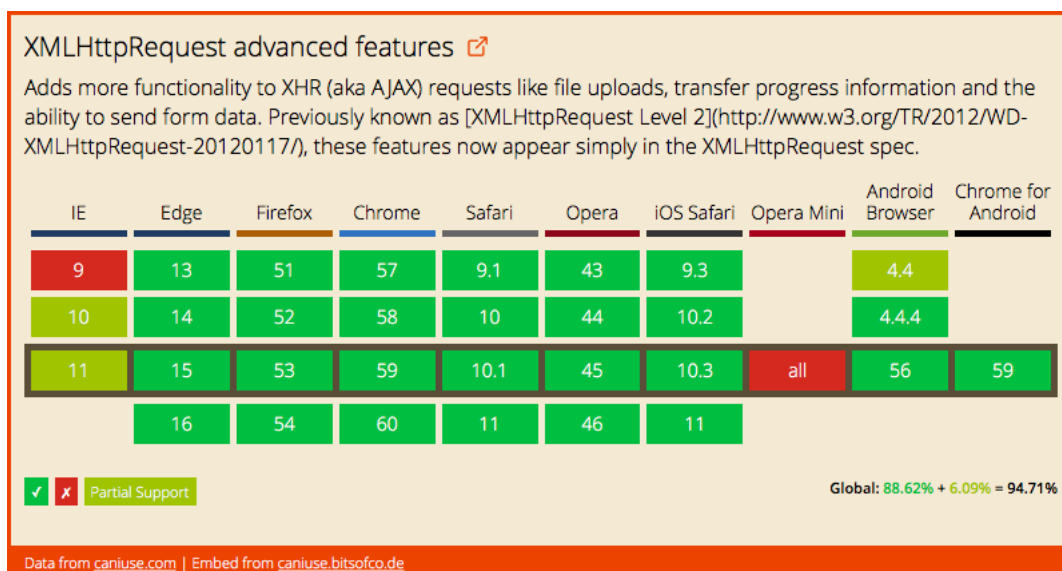 XMLHttpRequest advanced features
Adds more functionality to XHR (aka AJAX) requests like file uploads, transfer progress information and the
ability to send form data. Previously known as [XMLHttpRequest Level 2](http://www.w3.org/TR/2012/WD-
XMLHttpRequest-20120117/), these features now appear simply in the XMLHttpRequest spec.
IE Edge Firefox Chrome Safari Opera iOS Safari Opera Mini Android Browser Chrome for Android
9 13 51 57 9.1 43 9.3 4.4
10 14 52 58 10 44 10.2 4.4.4
11 15 53 59 10.1 45 10.3 all 56 59
16 54 60 11 46 11
✓ ✗ Partial Support Global: 88.62% + 6.09% = 94.71%
Data from caniuse.com | Embed from caniuse.bitsofco.de